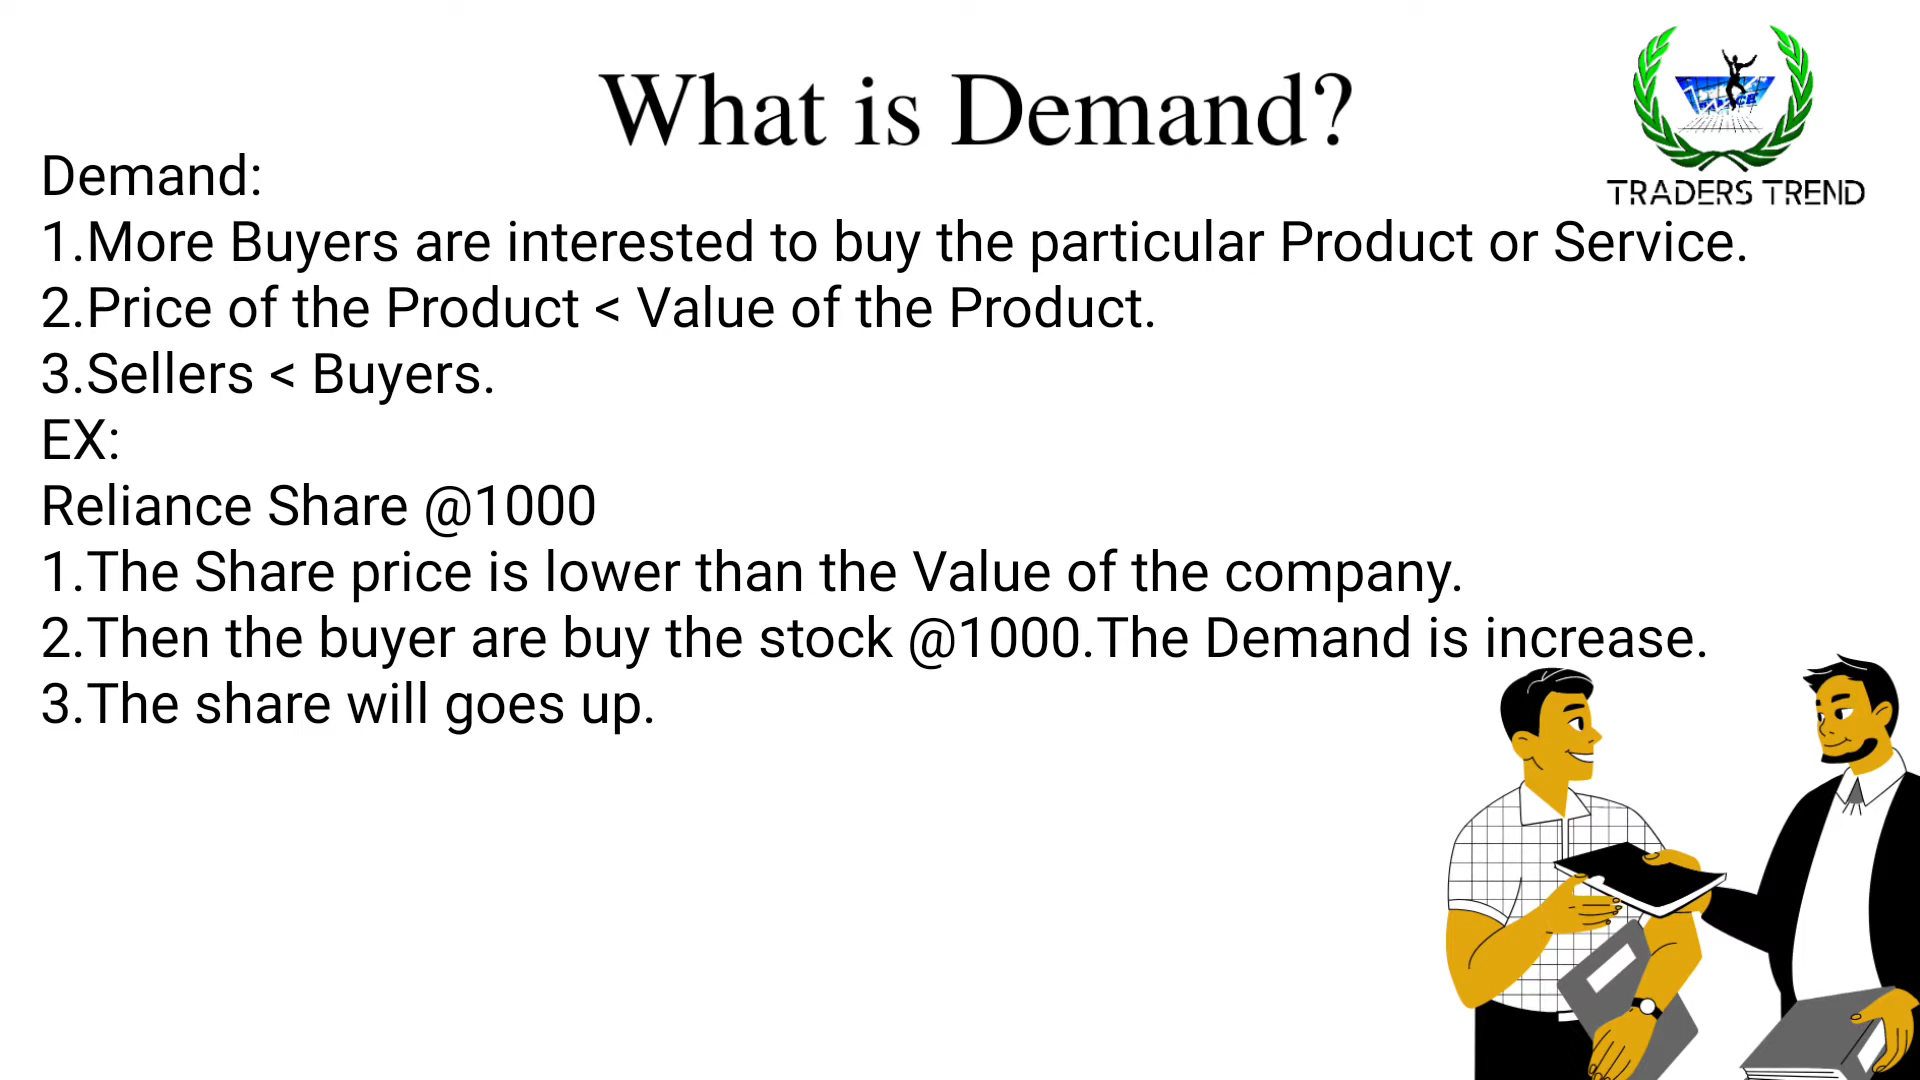 What is Demand?
TRADERS TREND
Demand:
1.More Buyers are interested to buy the particular Product or Service.
2.Price of the Product < Value of the Product.
3.Sellers < Buyers.
EX:
Reliance Share @1000
1.The Share price is lower than the Value of the company.
2.Then the buyer are buy the stock @1000.The Demand is increase.
3.The share will goes up.